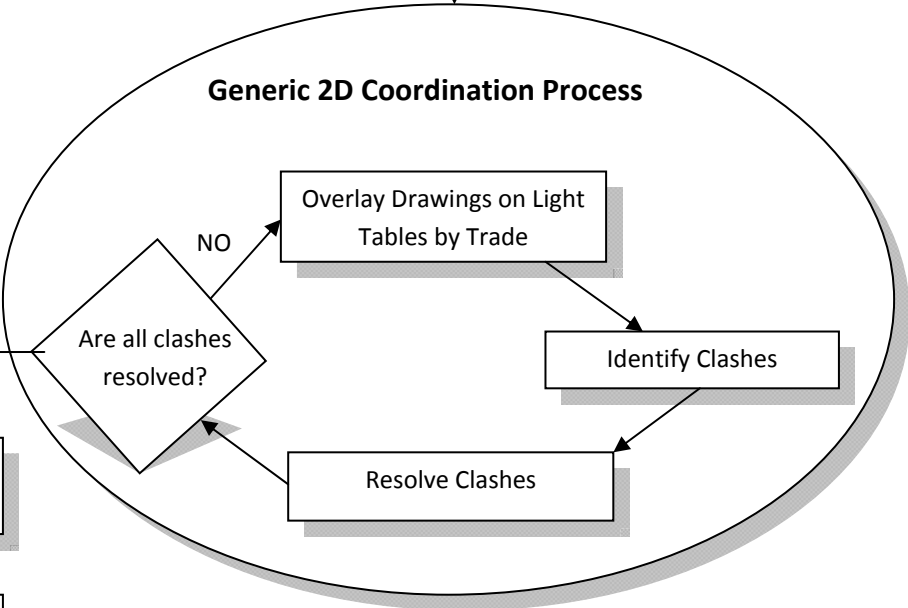 Generic 2D Coordination Process
Overlay Drawings on Light
Tables by Trade
NO
Are all clashes
resolved?
Identify Clashes
Resolve Clashes